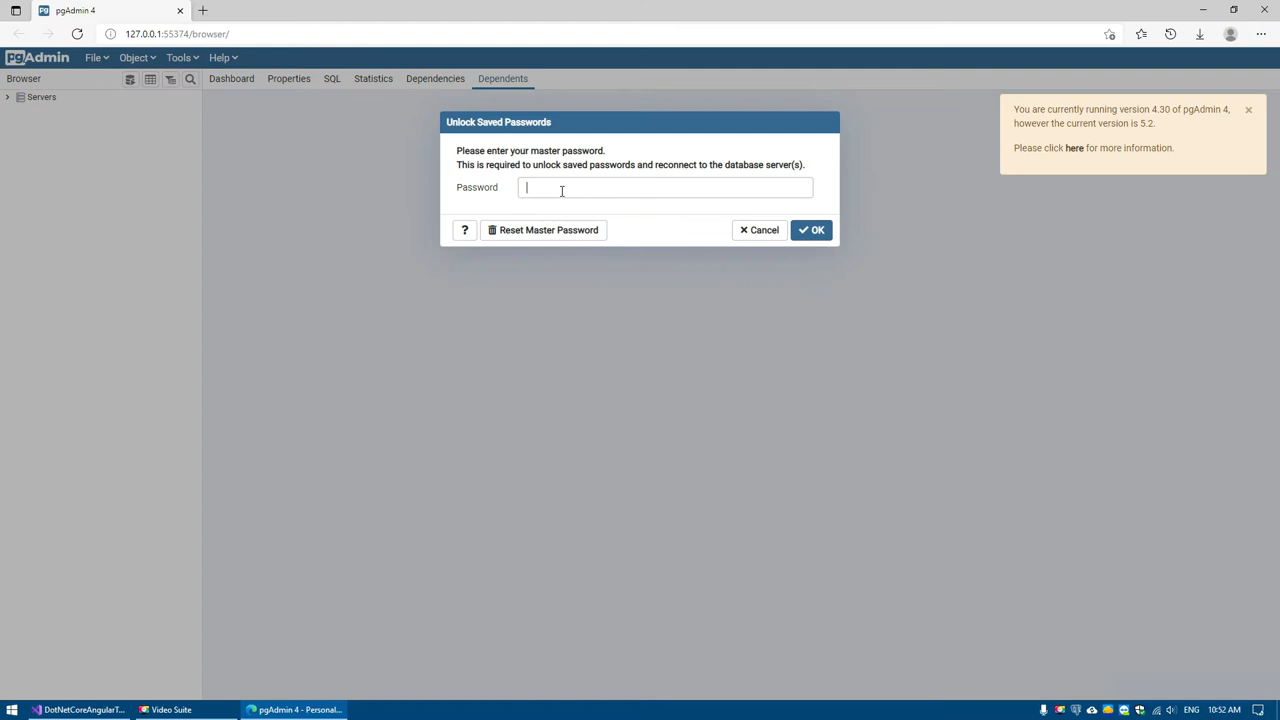 pgAdmin 4
127.0.0.1:55374/browser/
pgAdmin File Object Tools Help
Browser Dashboard Properties SQL Statistics Dependencies Dependents
Servers
You are currently running version 4.30 of pgAdmin 4,
however the current version is 5.2.
Please click here for more information.
Unlock Saved Passwords
Please enter your master password.
This is required to unlock saved passwords and reconnect to the database server(s).
Password
? Reset Master Password Cancel OK
DotNetCoreAngularT... Video Suite pgAdmin 4 - Personal... ENG 10:52 AM